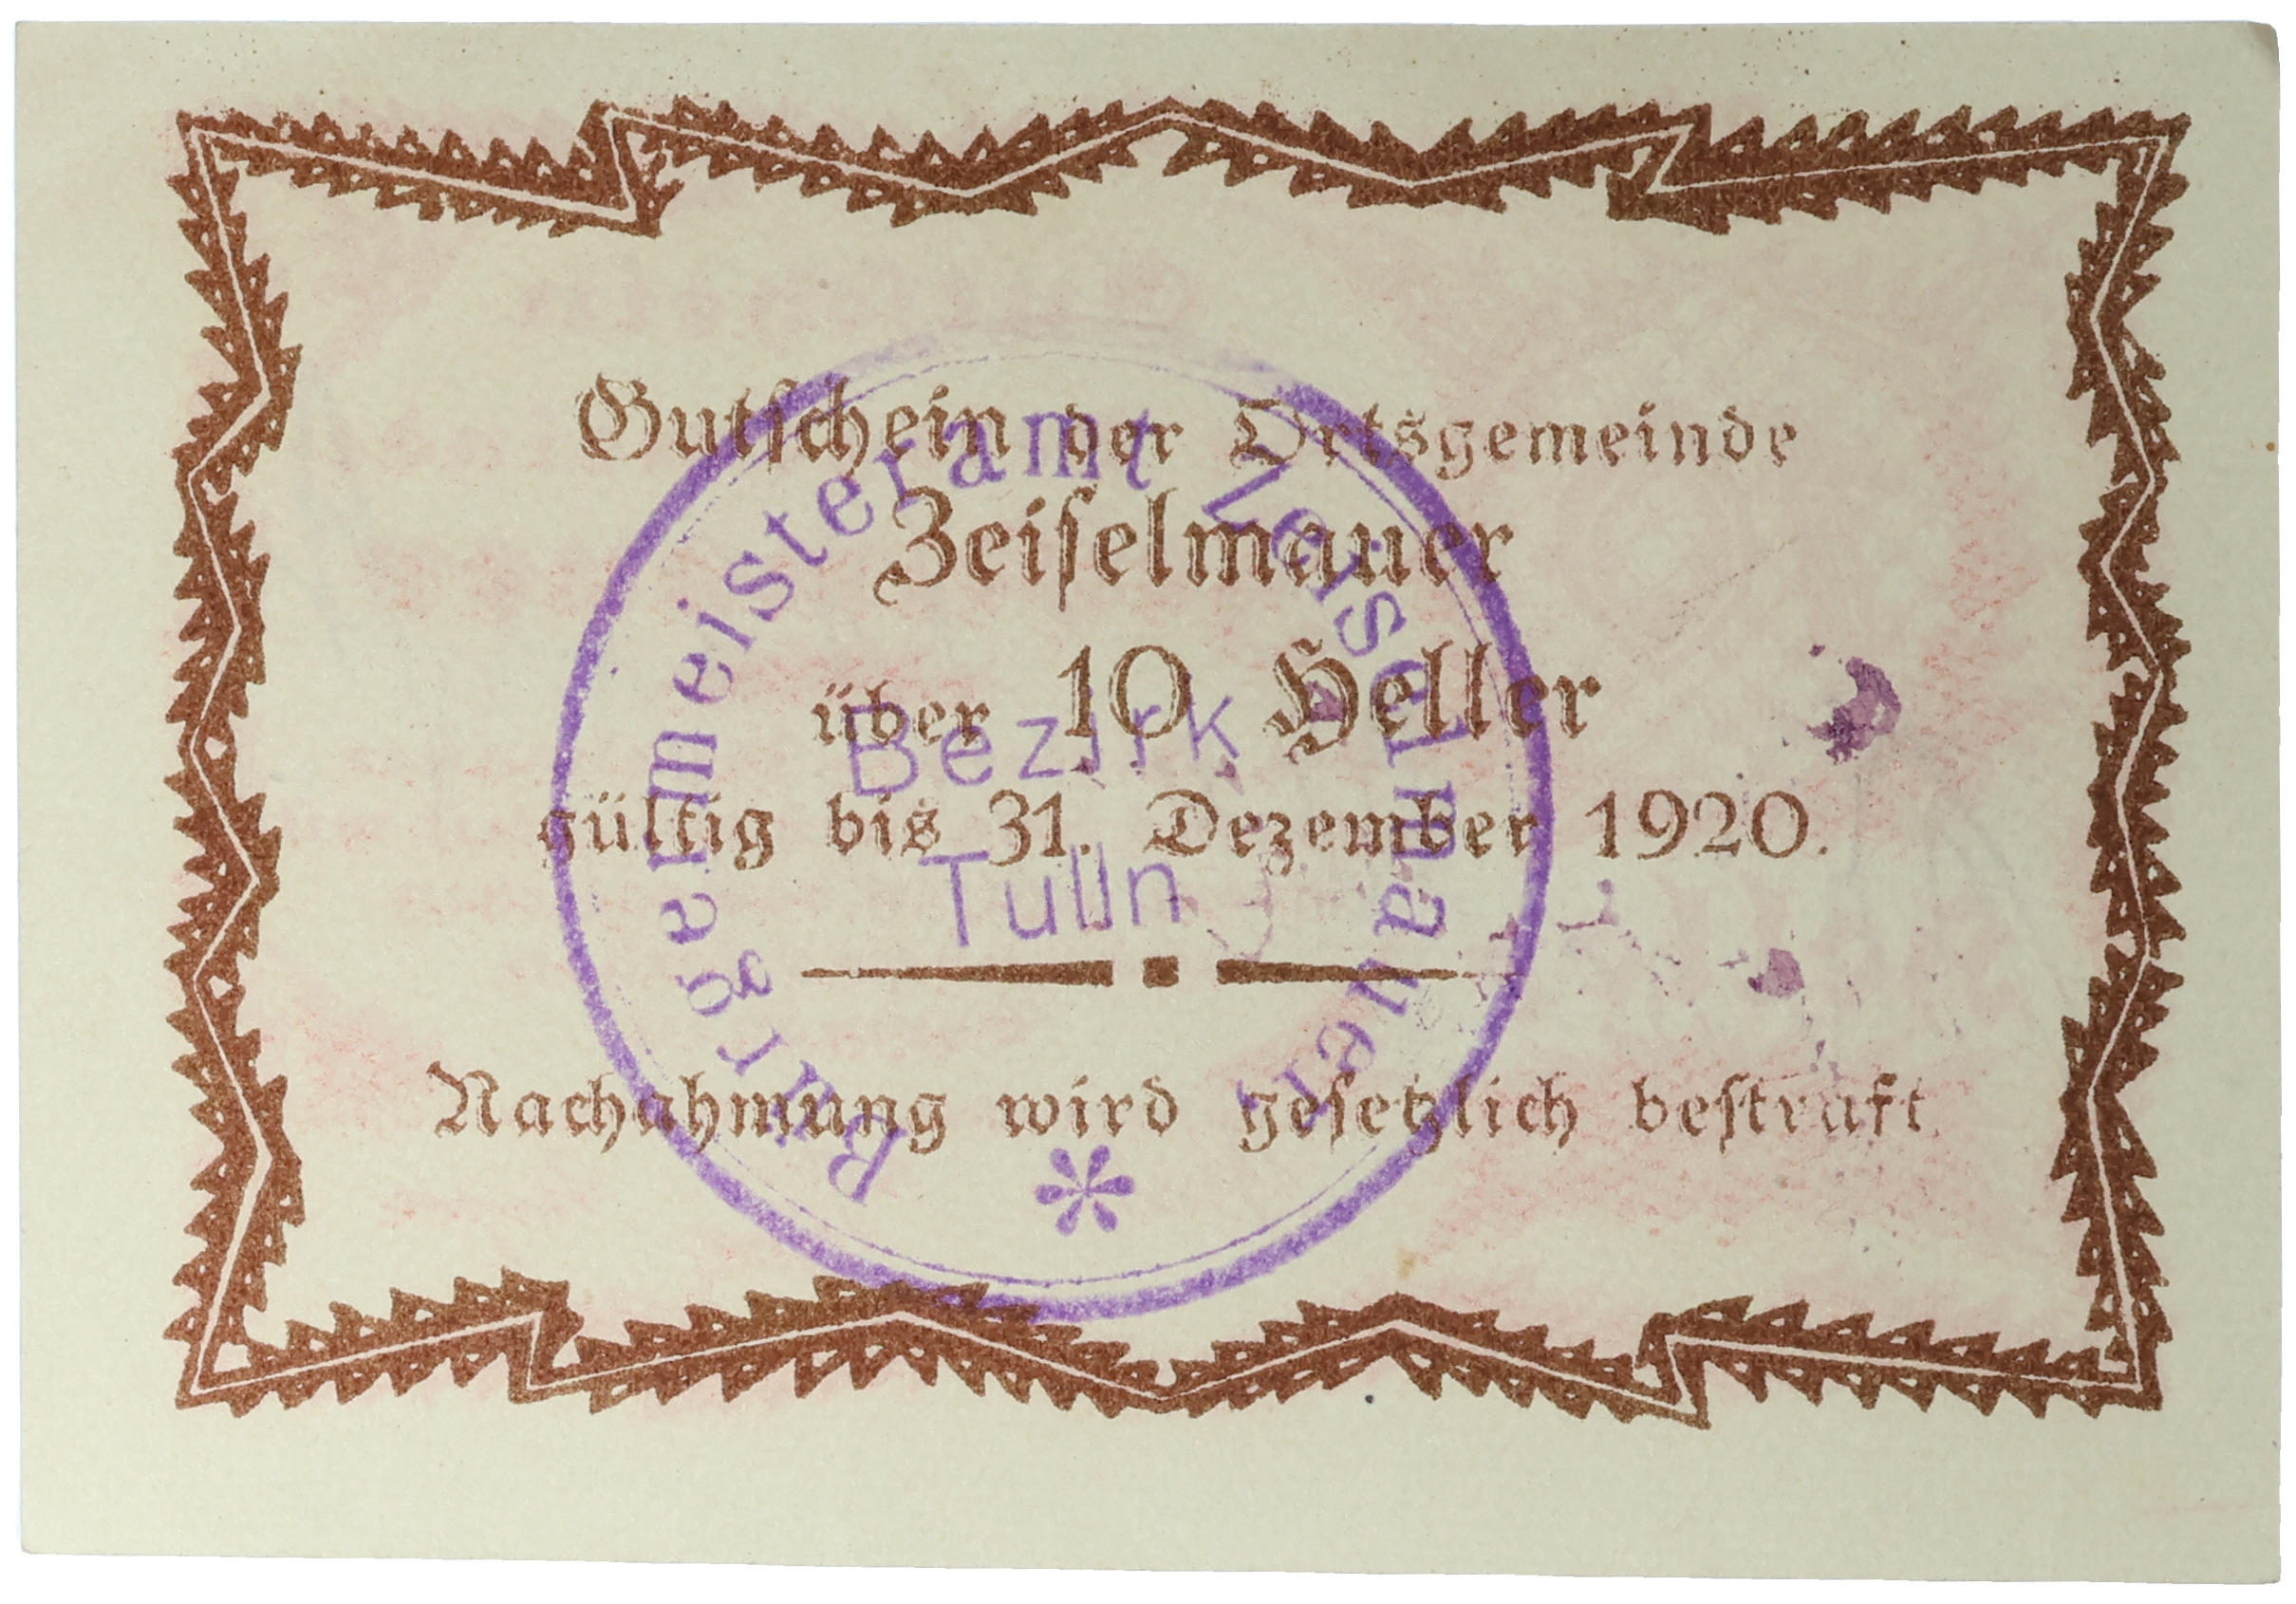 Gutschein der Ortsgemeinde
Zeiselmauer
über 10 Heller
gültig bis 31. Dezember 1920.
Nachahmung wird gesetzlich bestraft
Bürgermeisteramt Zeiselmauer
Bezirk
Tulln